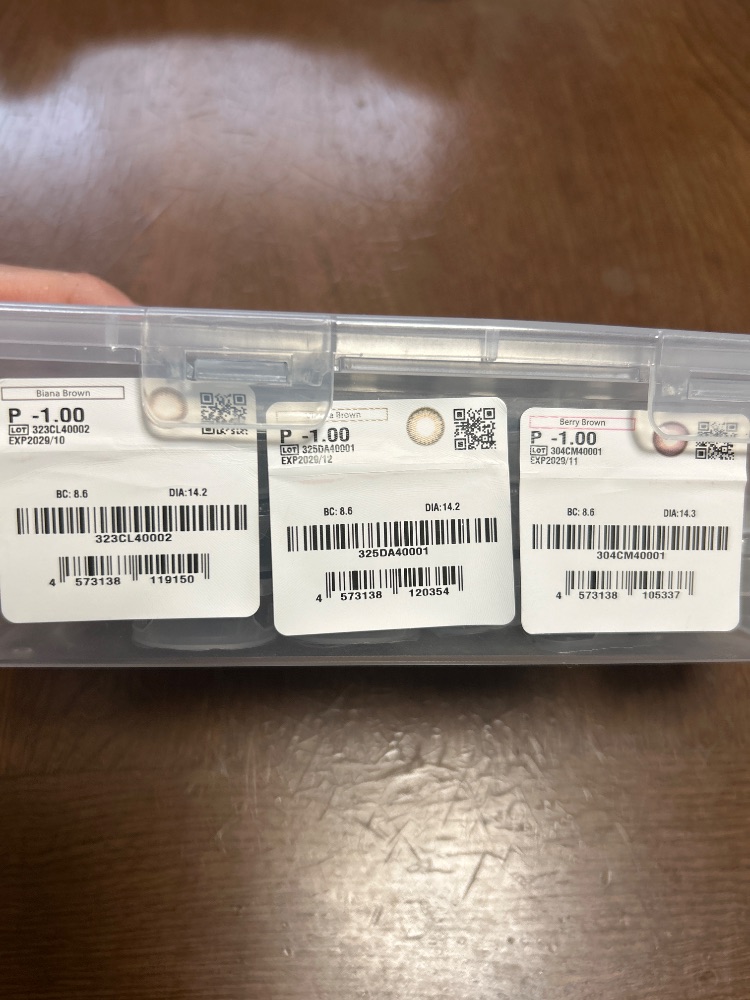 Biana Brown
P -1.00
LOT 323CL40002
EXP2029/10
BC: 8.6 DIA:14.2
323CL40002
4 573138 119150
Brown
P -1.00
LOT 325DA40001
EXP2029/12
BC: 8.6 DIA:14.2
325DA40001
4 573138 120354
Berry Brown
P -1.00
LOT 304CM40001
EXP2029/11
BC: 8.6 DIA:14.3
304CM40001
4 573138 105337